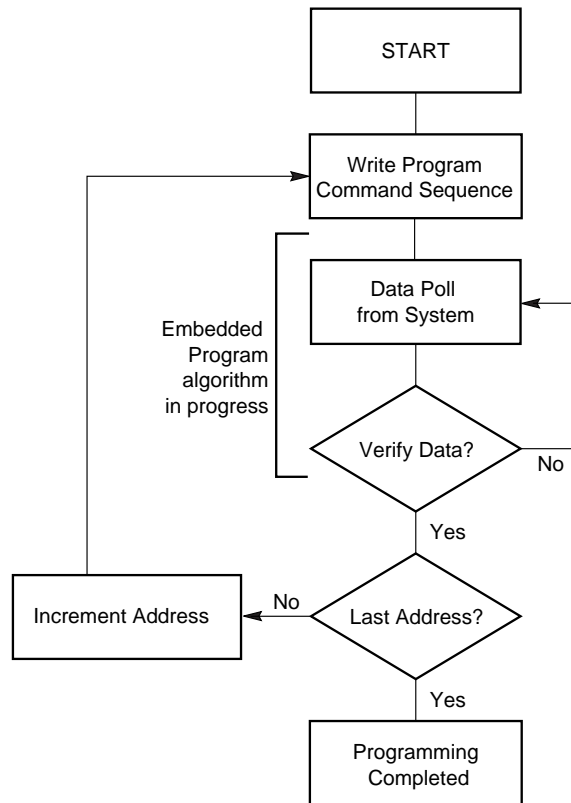 START
Write Program
Command Sequence
Data Poll
from System
Embedded
Program
algorithm
in progress
Verify Data?
No
Yes
Increment Address
No
Last Address?
Yes
Programming
Completed